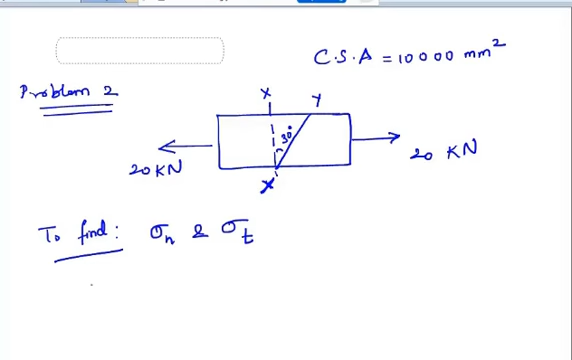 C.S.A = 10000 mm²
Problem 2
X Y
30°
20 KN
20 KN
X
To find : σn & σt